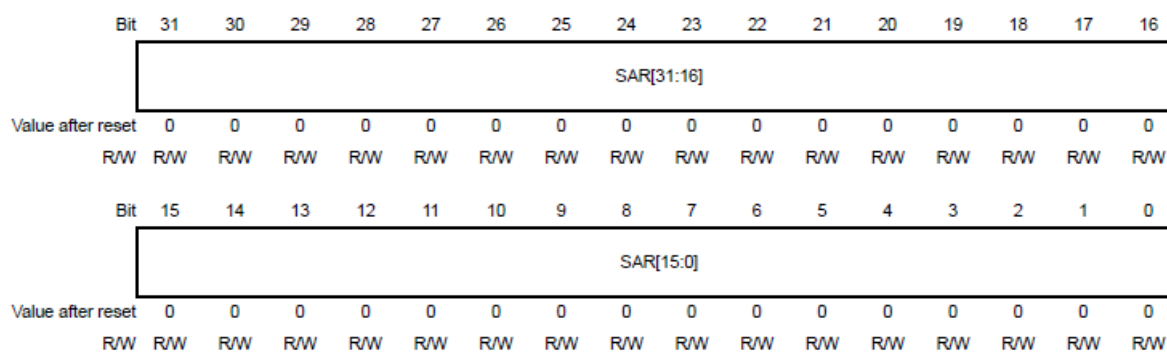 Bit 31 30 29 28 27 26 25 24 23 22 21 20 19 18 17 16
SAR[31:16]
Value after reset 0 0 0 0 0 0 0 0 0 0 0 0 0 0 0 0
R/W R/W R/W R/W R/W R/W R/W R/W R/W R/W R/W R/W R/W R/W R/W R/W R/W
Bit 15 14 13 12 11 10 9 8 7 6 5 4 3 2 1 0
SAR[15:0]
Value after reset 0 0 0 0 0 0 0 0 0 0 0 0 0 0 0 0
R/W R/W R/W R/W R/W R/W R/W R/W R/W R/W R/W R/W R/W R/W R/W R/W R/W